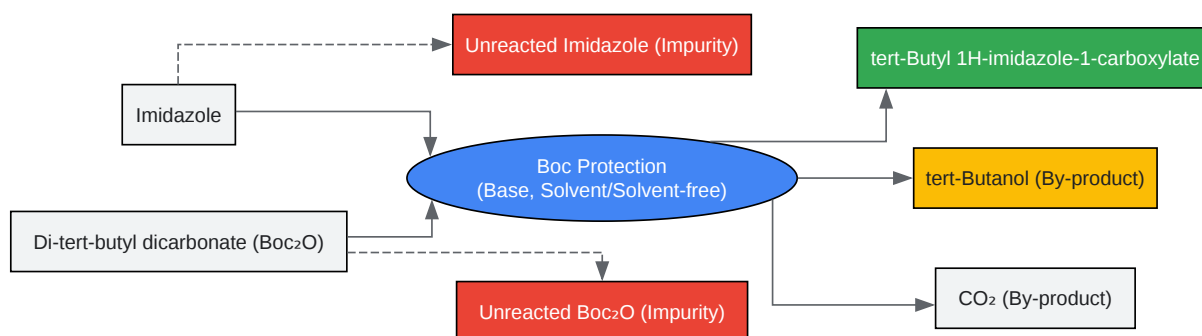 Unreacted Imidazole (Impurity)
tert-Butyl 1H-imidazole-1-carboxylate
Imidazole
Boc Protection
(Base, Solvent/Solvent-free)
tert-Butanol (By-product)
Di-tert-butyl dicarbonate (Boc₂O)
Unreacted Boc₂O (Impurity)
CO₂ (By-product)